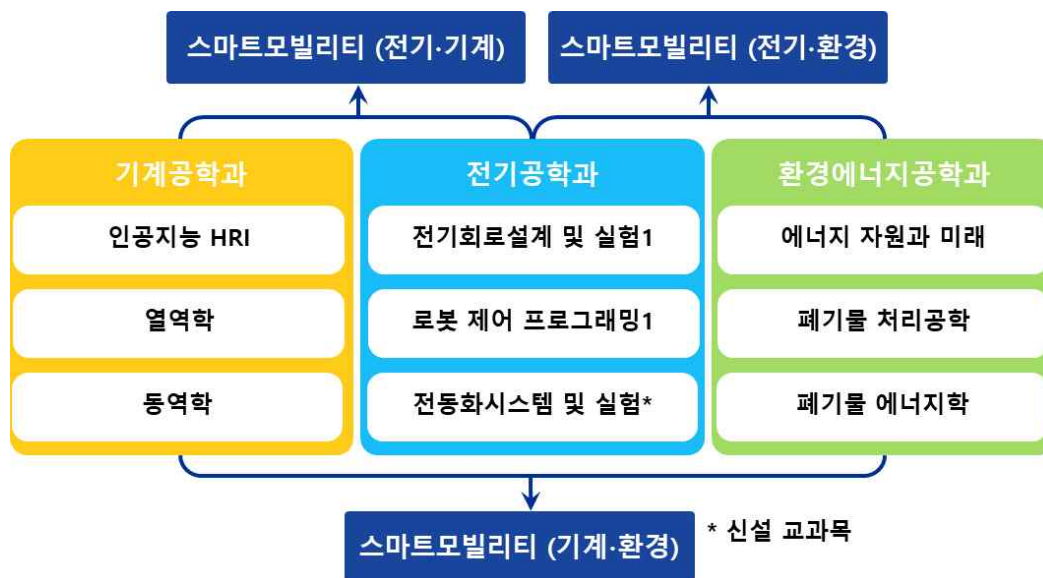 스마트모빌리티 (전기·기계)
스마트모빌리티 (전기·환경)
기계공학과
전기공학과
환경에너지공학과
인공지능 HRI
전기회로설계 및 실험1
에너지 자원과 미래
열역학
로봇 제어 프로그래밍1
폐기물 처리공학
동역학
전동화시스템 및 실험*
폐기물 에너지학
스마트모빌리티 (기계·환경)
* 신설 교과목